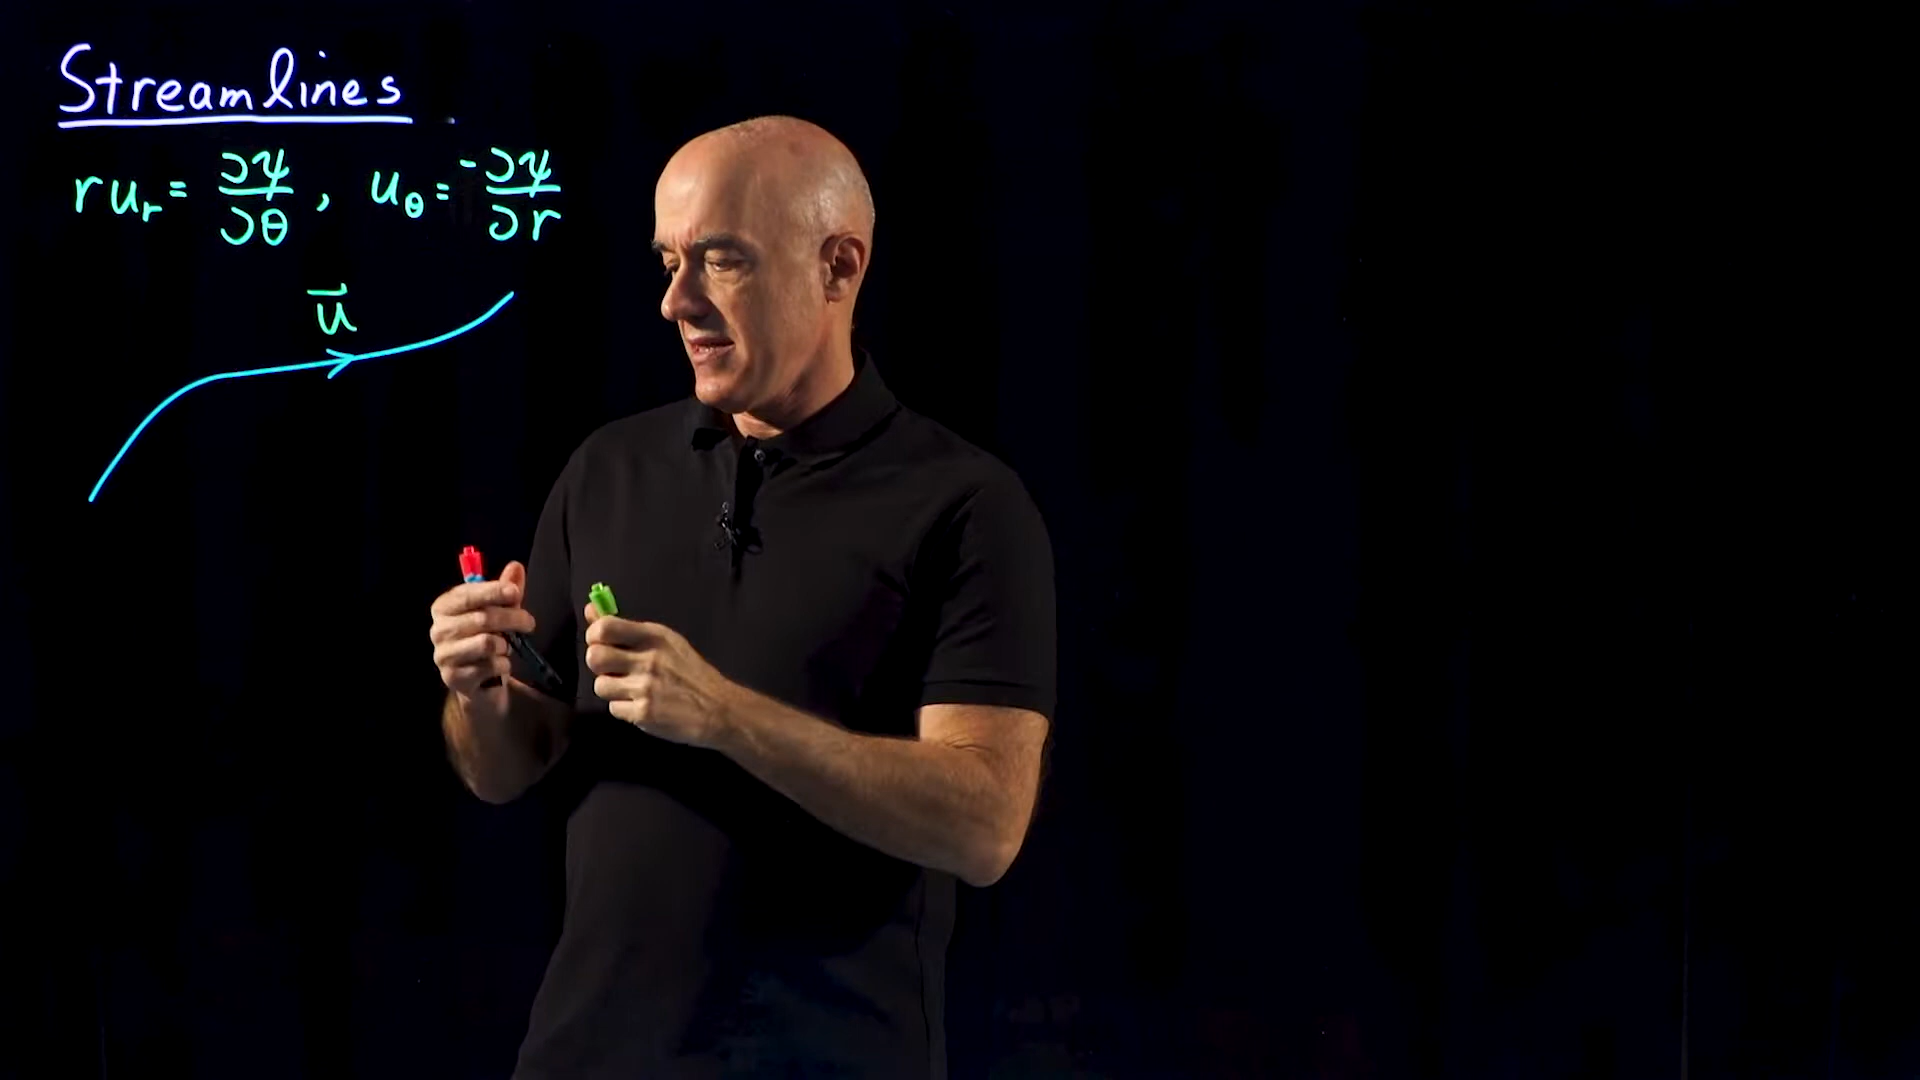 Streamlines
ru_r = ∂ψ/∂θ, u_θ = -∂ψ/∂r
u⃗